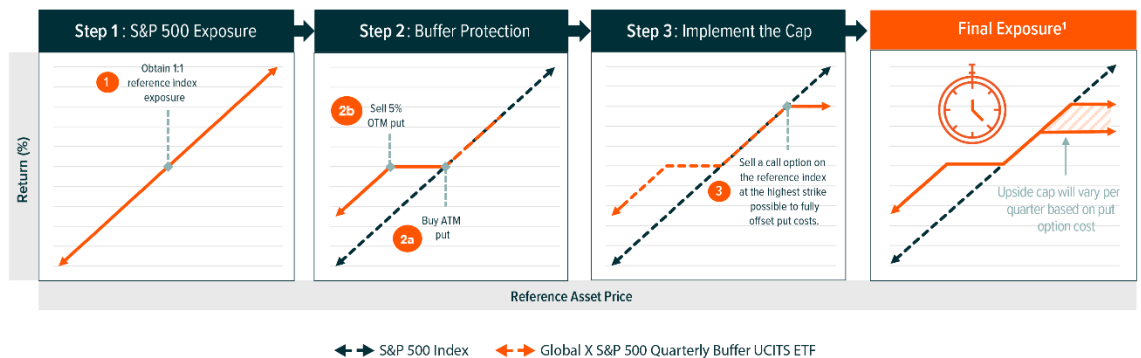 Step 1: S&P 500 Exposure
Step 2: Buffer Protection
Step 3: Implement the Cap
Final Exposure¹
Return (%)
1
Obtain 1:1
reference index
exposure
2b
Sell 5%
OTM put
Buy ATM
put
2a
3
Sell a call option on
the reference index
at the highest strike
possible to fully
offset put costs.
Upside cap will vary per
quarter based on put
option cost
Reference Asset Price
S&P 500 Index
Global X S&P 500 Quarterly Buffer UCITS ETF